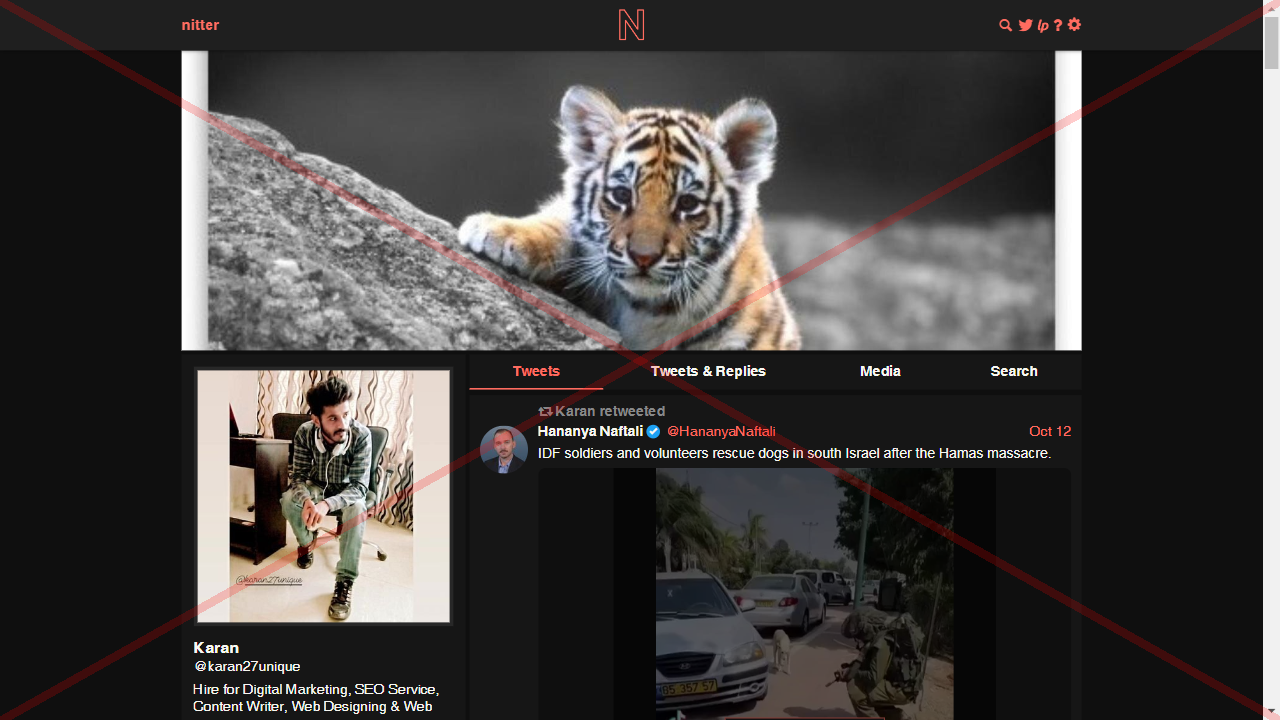 nitter
N
lp ?
Tweets
Tweets & Replies
Media
Search
Karan retweeted
Hananya Naftali @HananyaNaftali Oct 12
IDF soldiers and volunteers rescue dogs in south Israel after the Hamas massacre.
@karan27unique
Karan
@karan27unique
Hire for Digital Marketing, SEO Service,
Content Writer, Web Designing & Web
85 357 57